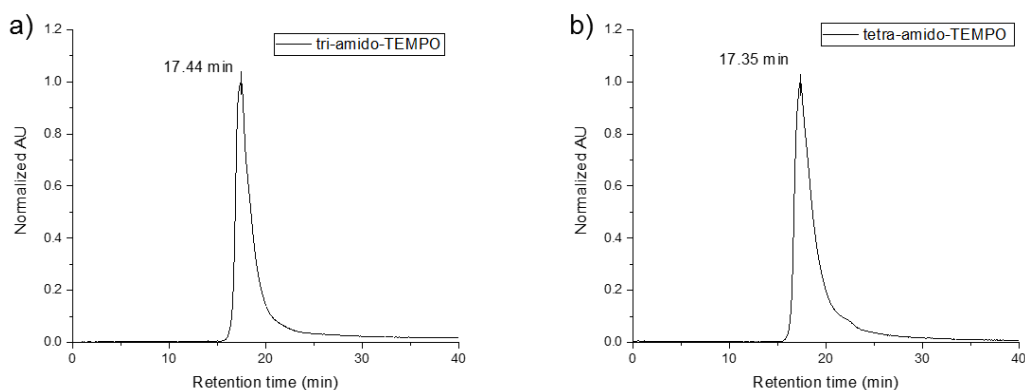 a)
tri-amido-TEMPO
17.44 min
Normalized AU
1.2
1.0
0.8
0.6
0.4
0.2
0.0
0 10 20 30 40
Retention time (min)
b)
tetra-amido-TEMPO
17.35 min
Normalized AU
1.2
1.0
0.8
0.6
0.4
0.2
0.0
0 10 20 30 40
Retention time (min)